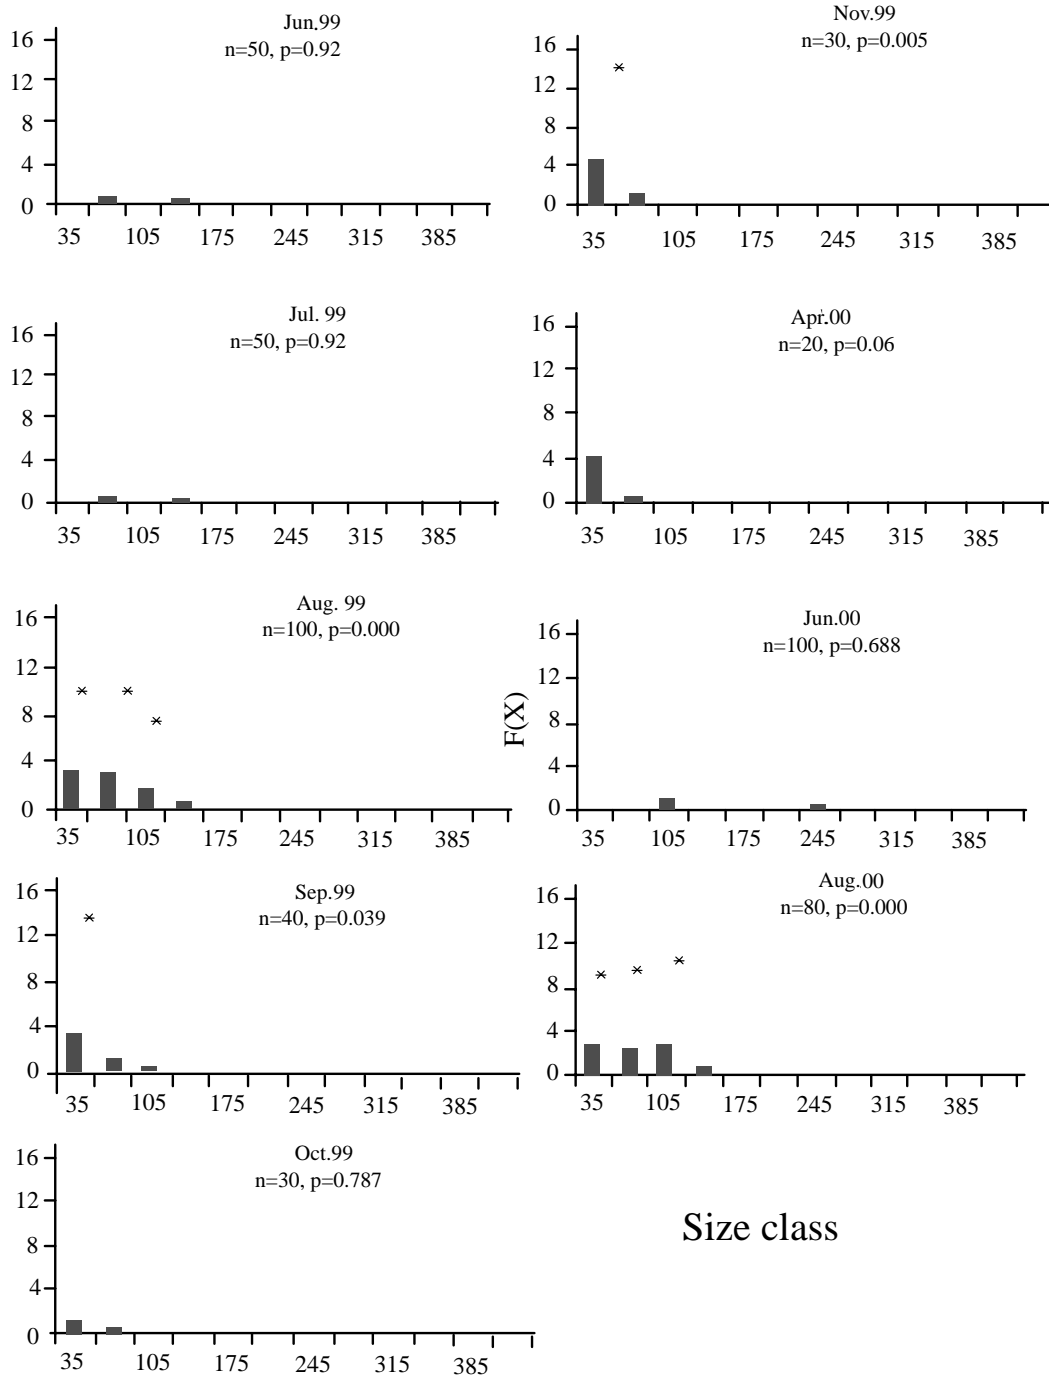 Jun.99
n=50, p=0.92
16
12
8
4
0
35 105 175 245 315 385
Nov.99
n=30, p=0.005
16
12
8
4
0
35 105 175 245 315 385
Jul. 99
n=50, p=0.92
16
12
8
4
0
35 105 175 245 315 385
Apr.00
n=20, p=0.06
16
12
8
4
0
35 105 175 245 315 385
Aug. 99
n=100, p=0.000
16
12
8
4
0
35 105 175 245 315 385
Jun.00
n=100, p=0.688
16
12
8
4
0
F(X)
35 105 175 245 315 385
Sep.99
n=40, p=0.039
16
12
8
4
0
35 105 175 245 315 385
Aug.00
n=80, p=0.000
16
12
8
4
0
35 105 175 245 315 385
Oct.99
n=30, p=0.787
16
12
8
4
0
35 105 175 245 315 385
Size class